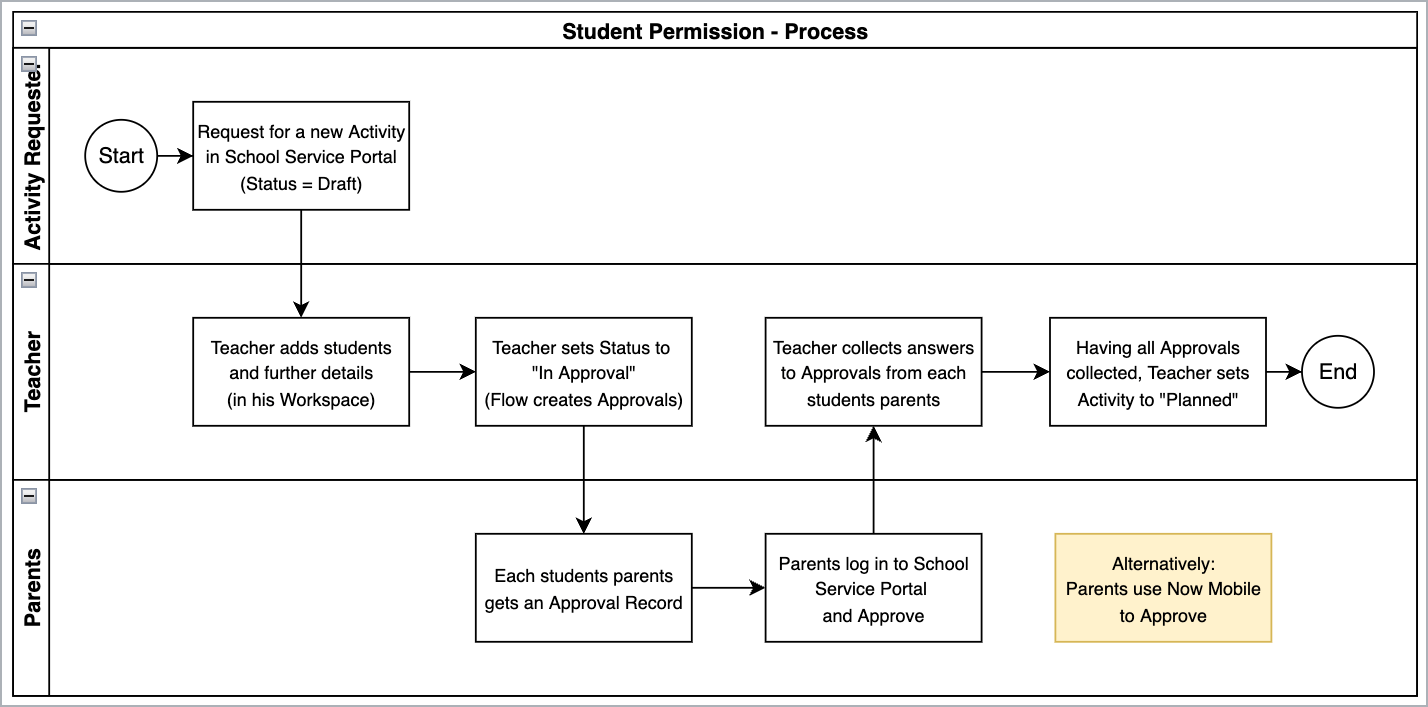 Student Permission - Process
Activity Requester
Start
Request for a new Activity
in School Service Portal
(Status = Draft)
Teacher
Teacher adds students
and further details
(in his Workspace)
Teacher sets Status to
"In Approval"
(Flow creates Approvals)
Teacher collects answers
to Approvals from each
students parents
Having all Approvals
collected, Teacher sets
Activity to "Planned"
End
Parents
Each students parents
gets an Approval Record
Parents log in to School
Service Portal
and Approve
Alternatively:
Parents use Now Mobile
to Approve